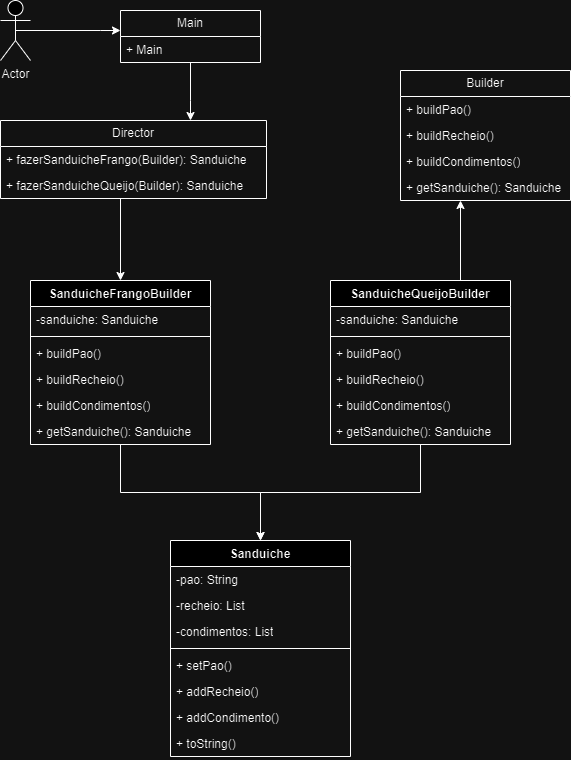 Actor
Main
+ Main
Director
+ fazerSanduicheFrango(Builder): Sanduiche
+ fazerSanduicheQueijo(Builder): Sanduiche
Builder
+ buildPao()
+ buildRecheio()
+ buildCondimentos()
+ getSanduiche(): Sanduiche
SanduicheFrangoBuilder
-sanduiche: Sanduiche
+ buildPao()
+ buildRecheio()
+ buildCondimentos()
+ getSanduiche(): Sanduiche
SanduicheQueijoBuilder
-sanduiche: Sanduiche
+ buildPao()
+ buildRecheio()
+ buildCondimentos()
+ getSanduiche(): Sanduiche
Sanduiche
-pao: String
-recheio: List
-condimentos: List
+ setPao()
+ addRecheio()
+ addCondimento()
+ toString()